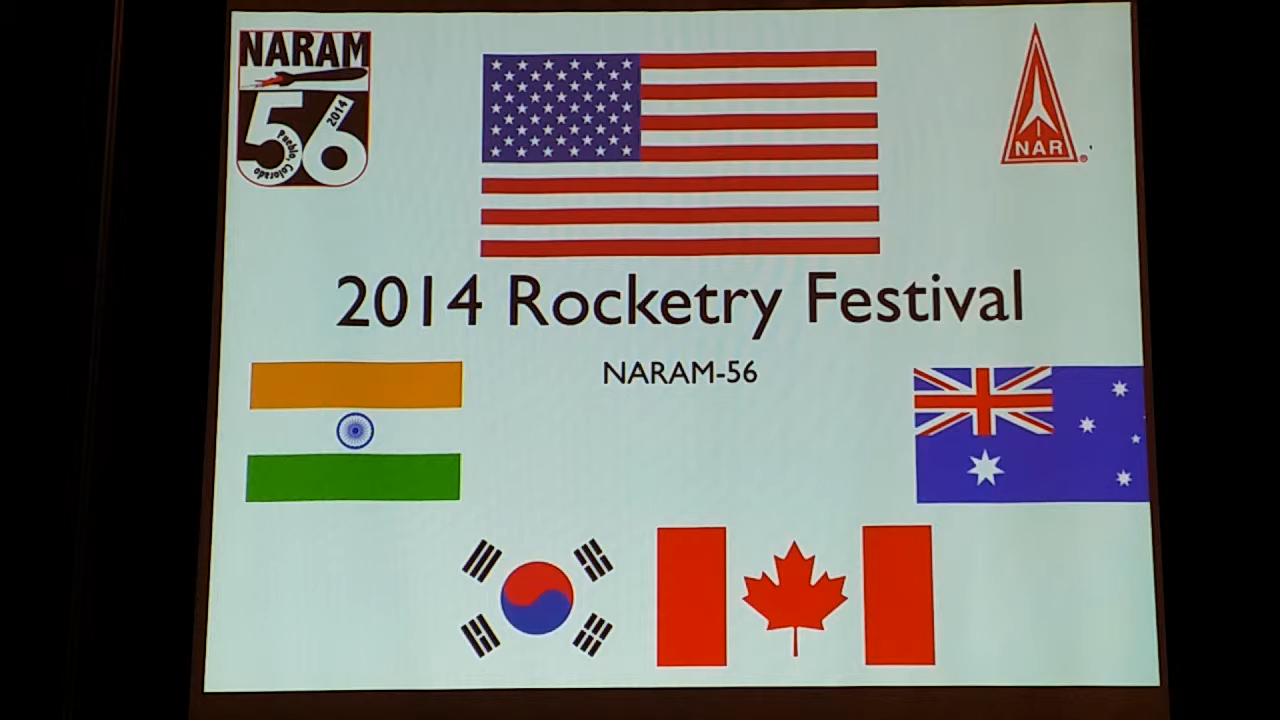 NARAM
56
2014
Pueblo, Colorado
NAR
®
2014 Rocketry Festival
NARAM-56